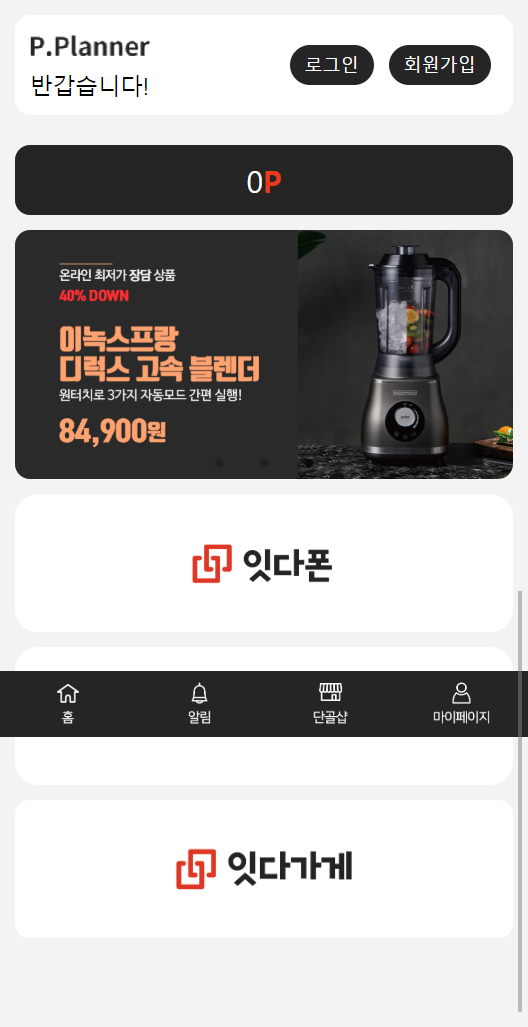 P.Planner
반갑습니다!
로그인
회원가입
0P
온라인 최저가 장담 상품
40% DOWN
이녹스프랑
디럭스 고속 블렌더
원터치로 3가지 자동모드 간편 실행!
84,900원
잇다폰
홈
알림
단골샵
마이페이지
잇다가게